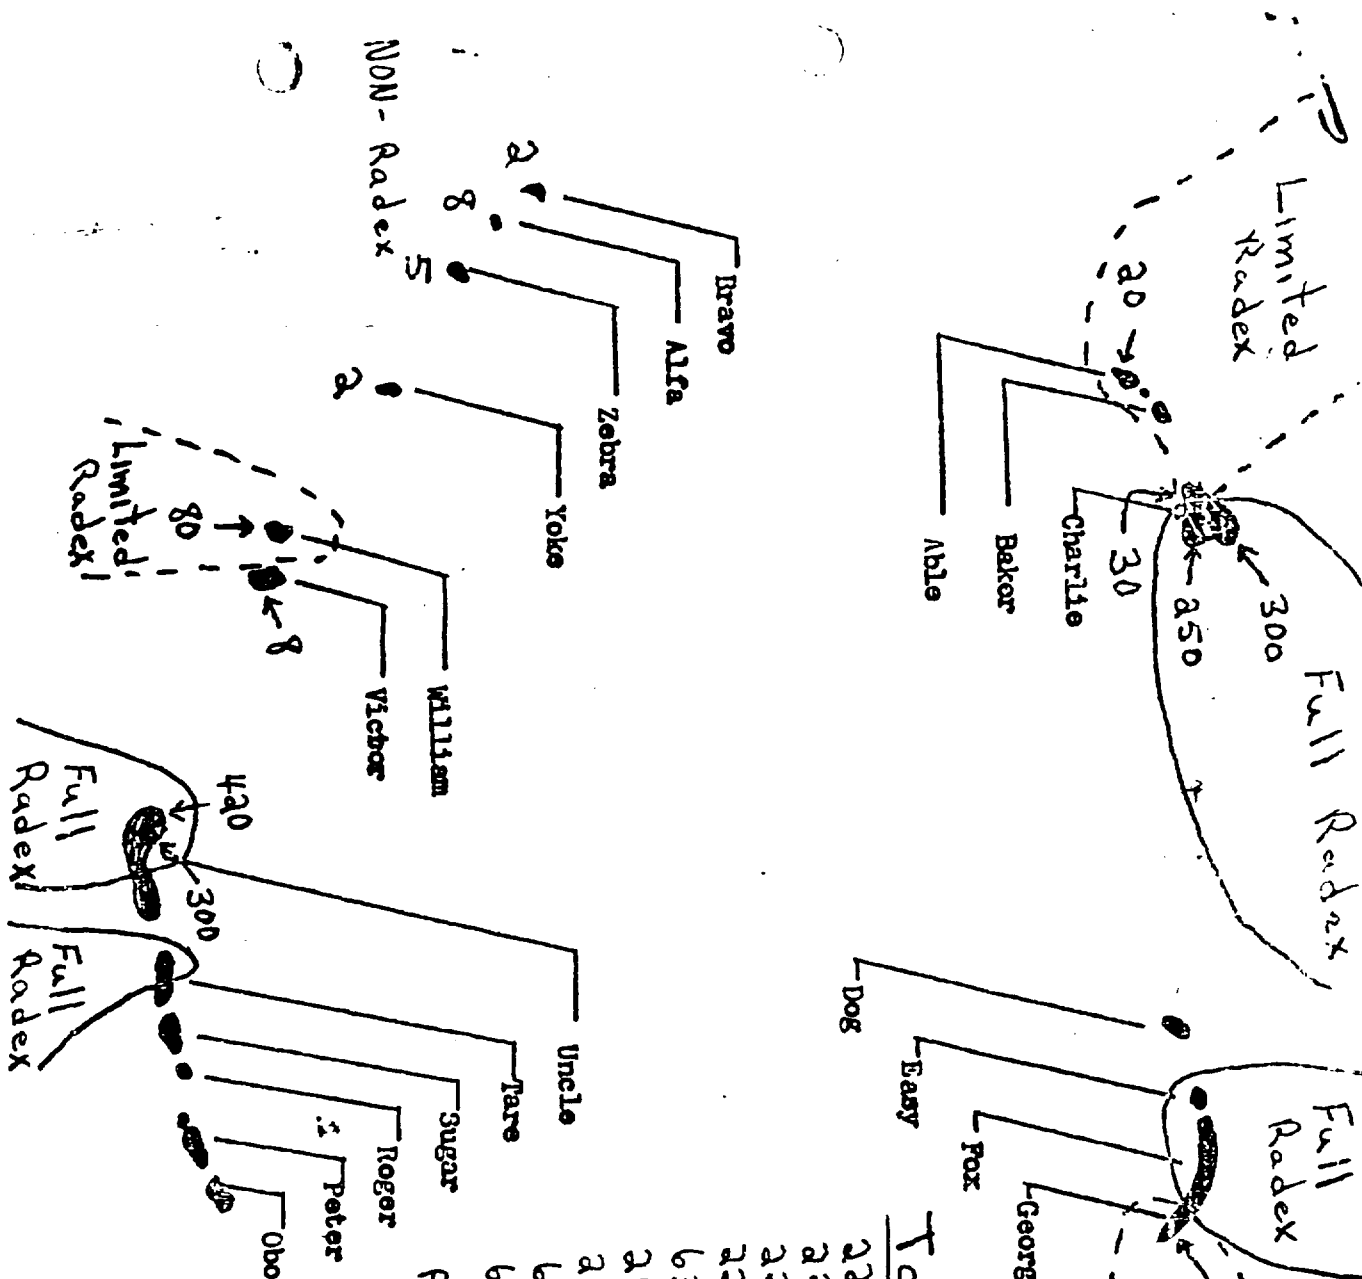 Limited
Radex
20
30
250
300
Full Radex
Able
Baker
Charlie
Dog
Easy
Fox
Georg
Full
Radex
NON-Radex
2
8
5
2
Bravo
Alfa
Zebra
Yoke
William
Victor
Limited
Radex
80
8
420
300
Full
Radex
Full
Radex
Uncle
Tare
Sugar
Roger
Peter
Obo